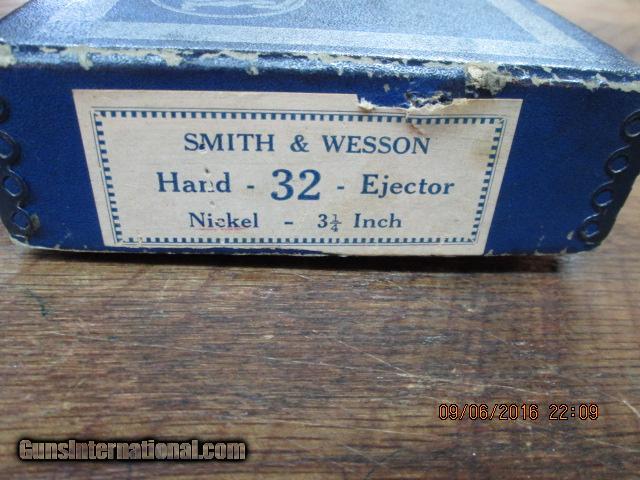 SMITH & WESSON
Hand - 32 - Ejector
Nickel - 3¼ Inch
09/06/2016 22:09
GunsInternational.com